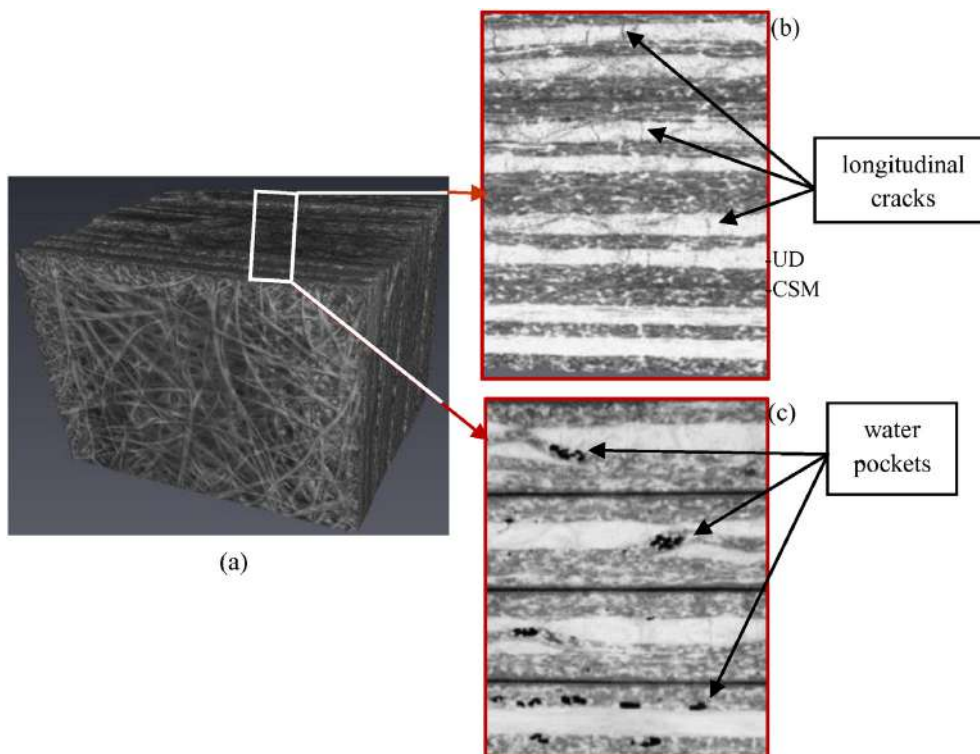 (b)
longitudinal
cracks
UD
CSM
(a)
(c)
water
pockets